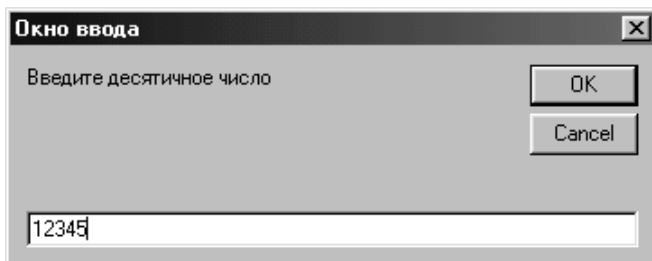 Окно ввода
Введите десятичное число
OK
Cancel
12345